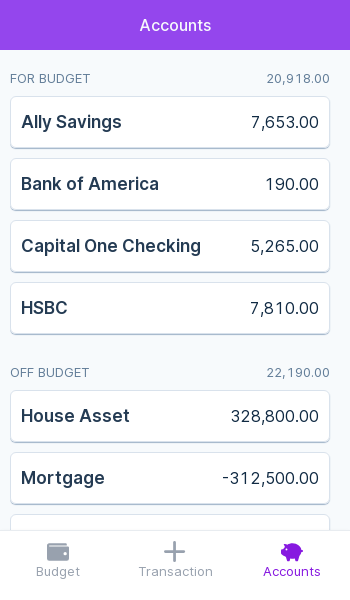 Accounts
FOR BUDGET 20,918.00
Ally Savings 7,653.00
Bank of America 190.00
Capital One Checking 5,265.00
HSBC 7,810.00
OFF BUDGET 22,190.00
House Asset 328,800.00
Mortgage -312,500.00
Budget Transaction Accounts